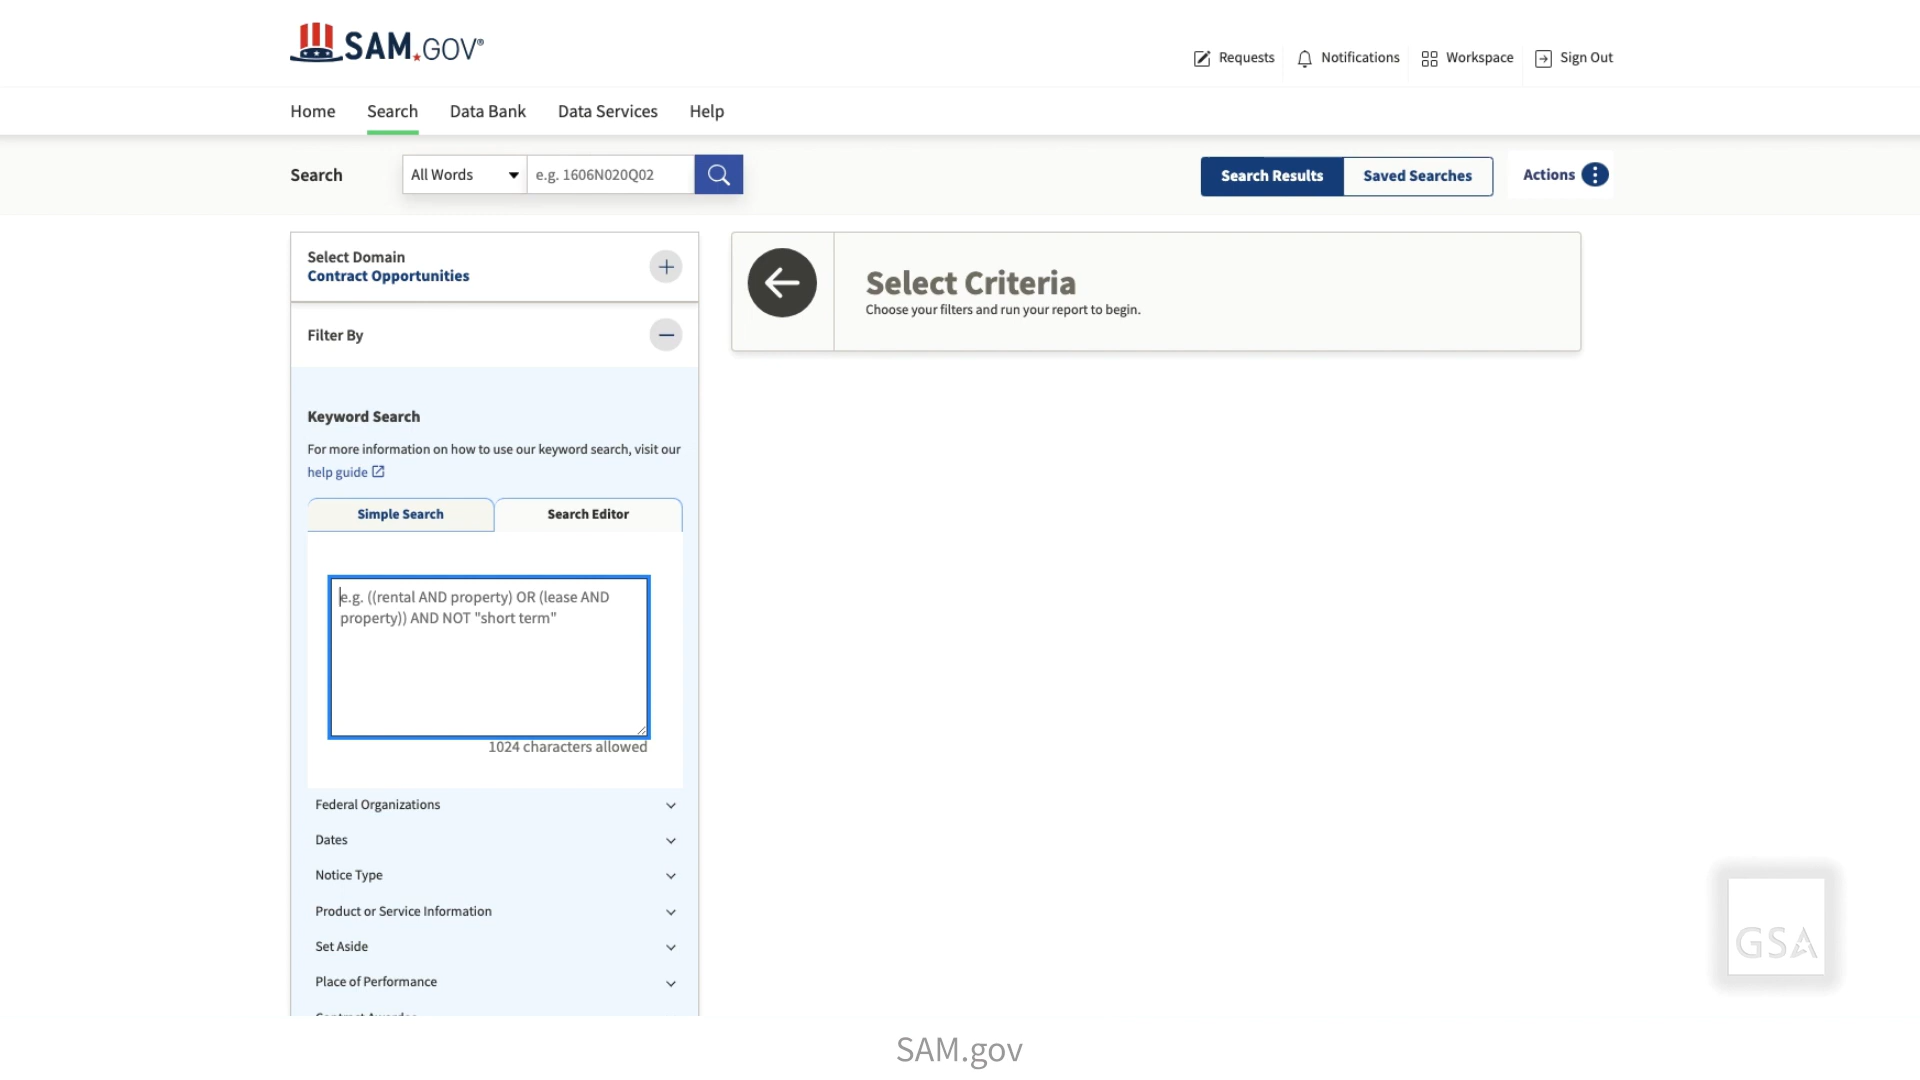 SAM.GOV®
Requests
Notifications
Workspace
Sign Out
Home
Search
Data Bank
Data Services
Help
Search
All Words
e.g. 1606N020Q02
Search Results
Saved Searches
Actions
Select Domain
Contract Opportunities
Select Criteria
Choose your filters and run your report to begin.
Filter By
Keyword Search
For more information on how to use our keyword search, visit our
help guide
Simple Search
Search Editor
e.g. ((rental AND property) OR (lease AND
property)) AND NOT "short term"
1024 characters allowed
Federal Organizations
Dates
Notice Type
Product or Service Information
Set Aside
Place of Performance
GSA
SAM.gov